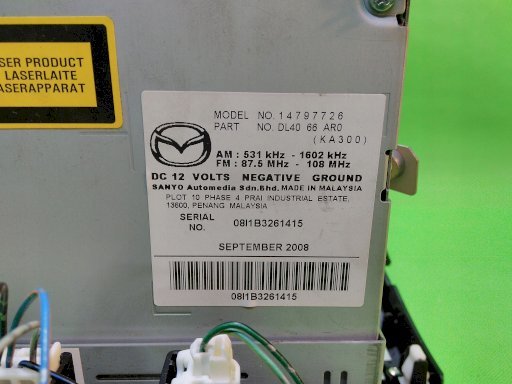 SER PRODUCT
LASERLAITE
ASERAPPARAT
MODEL NO. 14797726
PART NO. DL40 66 AR0
(KA300)
AM : 531 kHz - 1602 kHz
FM : 87.5 MHz - 108 MHz
DC 12 VOLTS NEGATIVE GROUND
SANYO Automedia Sdn.Bhd. MADE IN MALAYSIA
PLOT 10 PHASE 4 PRAI INDUSTRIAL ESTATE,
13600, PENANG MALAYSIA
SERIAL NO. 08I1B3261415
SEPTEMBER 2008
08I1B3261415